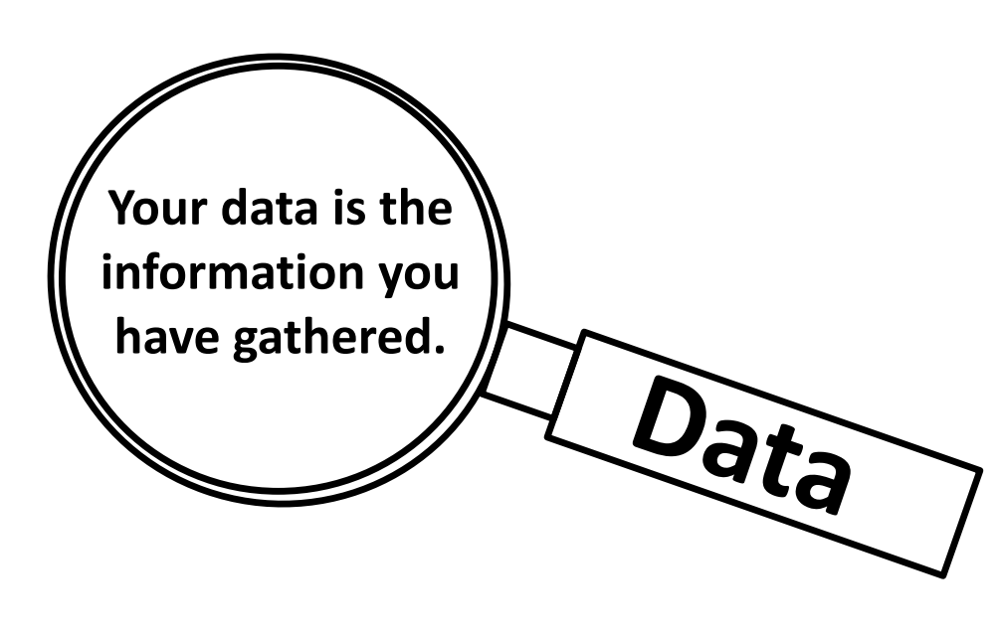 Your data is the
information you
have gathered.
Data